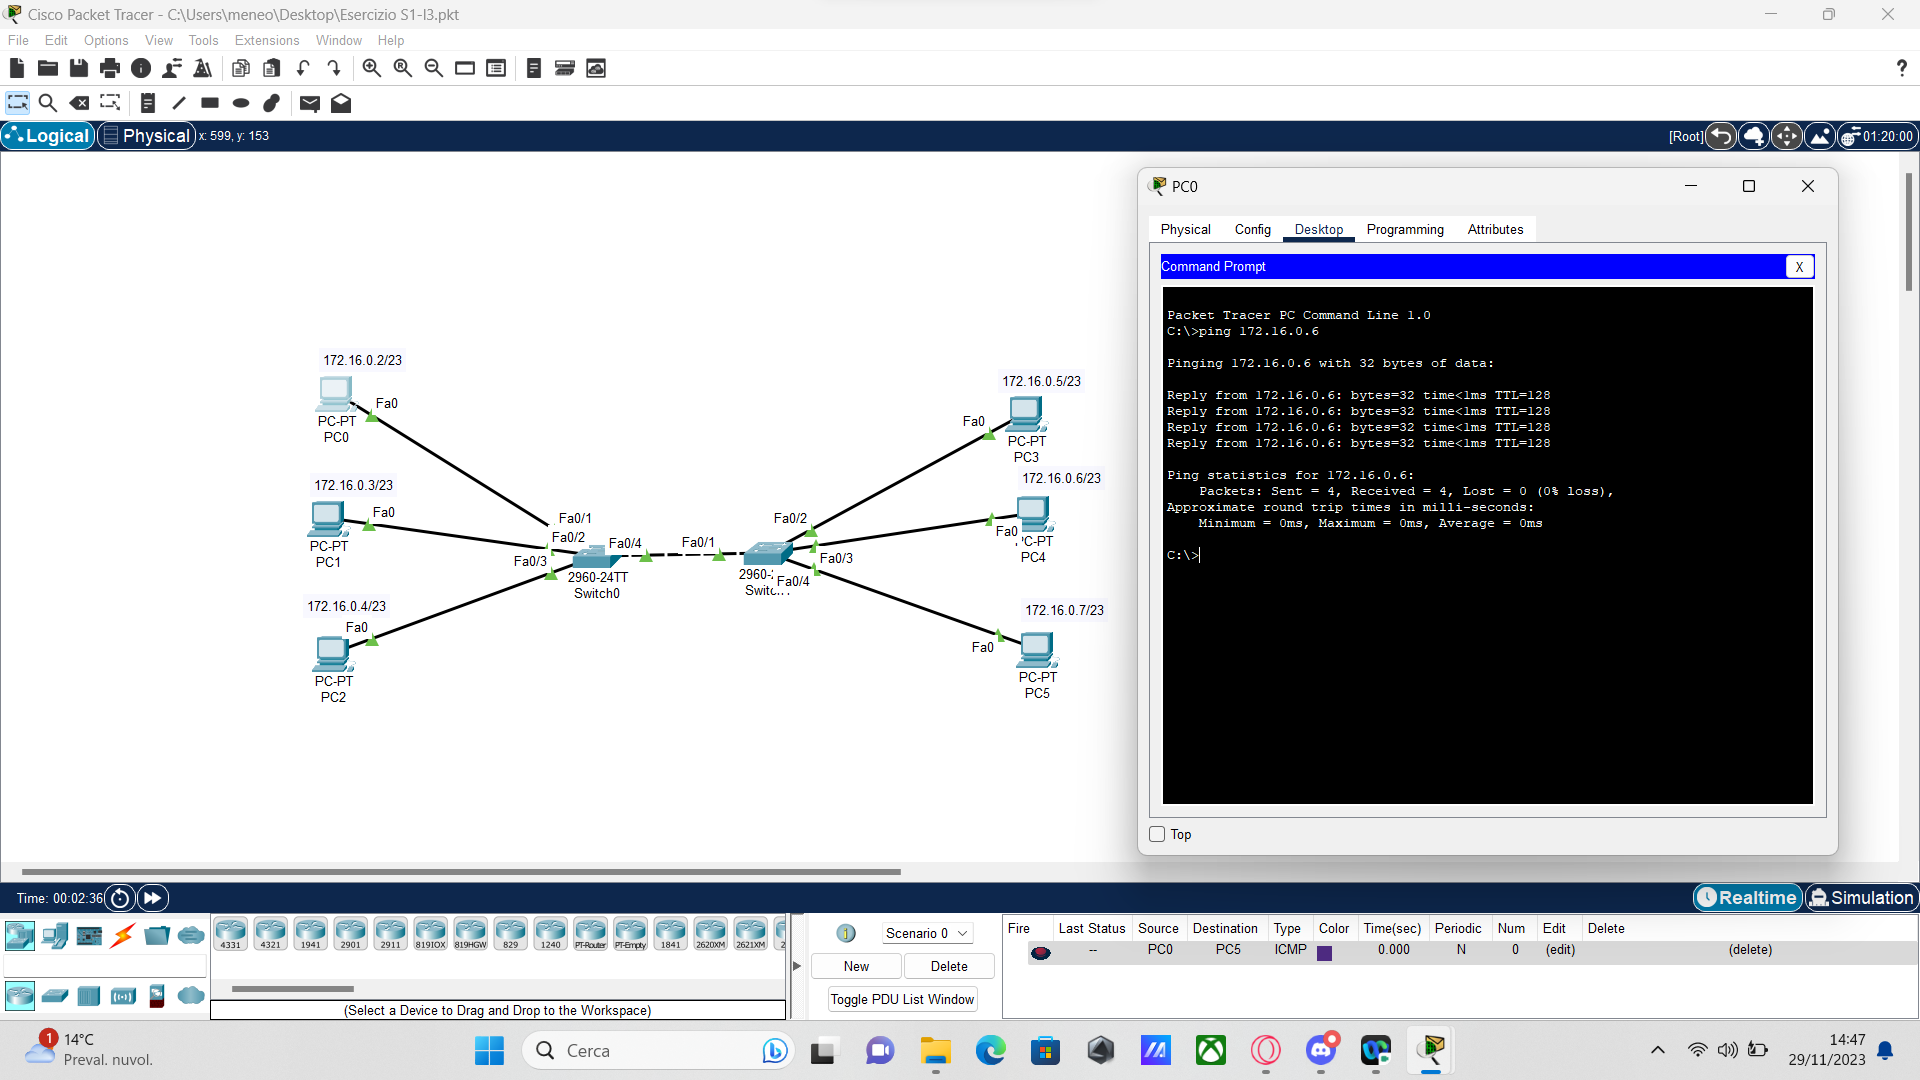 Cisco Packet Tracer - C:\Users\meneo\Desktop\Esercizio S1-I3.pkt
File Edit Options View Tools Extensions Window Help
Logical Physical x: 599, y: 153 [Root] 01:20:00
PC0
Physical Config Desktop Programming Attributes
Command Prompt X
Packet Tracer PC Command Line 1.0
C:\>ping 172.16.0.6
Pinging 172.16.0.6 with 32 bytes of data:
Reply from 172.16.0.6: bytes=32 time<1ms TTL=128
Reply from 172.16.0.6: bytes=32 time<1ms TTL=128
Reply from 172.16.0.6: bytes=32 time<1ms TTL=128
Reply from 172.16.0.6: bytes=32 time<1ms TTL=128
Ping statistics for 172.16.0.6:
Packets: Sent = 4, Received = 4, Lost = 0 (0% loss),
Approximate round trip times in milli-seconds:
Minimum = 0ms, Maximum = 0ms, Average = 0ms
C:\>
Top
172.16.0.2/23
Fa0
PC-PT
PC0
172.16.0.3/23
Fa0
PC-PT
PC1
172.16.0.4/23
Fa0
PC-PT
PC2
Fa0/1
Fa0/2
Fa0/3
Fa0/4
2960-24TT
Switch0
Fa0/1
Fa0/2
Fa0/3
Fa0/4
2960-
172.16.0.5/23
Fa0
PC-PT
PC3
172.16.0.6/23
Fa0
C-PT
PC4
172.16.0.7/23
Fa0
PC-PT
PC5
Time: 00:02:36 Realtime Simulation
4331 4321 1941 2901 2911 819IOX 819HGW 829 1240 PT-Router PT-Empty 1841 2620XM 2621XM 2
(Select a Device to Drag and Drop to the Workspace)
Scenario 0
New Delete
Toggle PDU List Window
Fire Last Status Source Destination Type Color Time(sec) Periodic Num Edit Delete
-- PC0 PC5 ICMP 0.000 N 0 (edit) (delete)
1
14°C
Preval. nuvol.
Cerca
14:47
29/11/2023